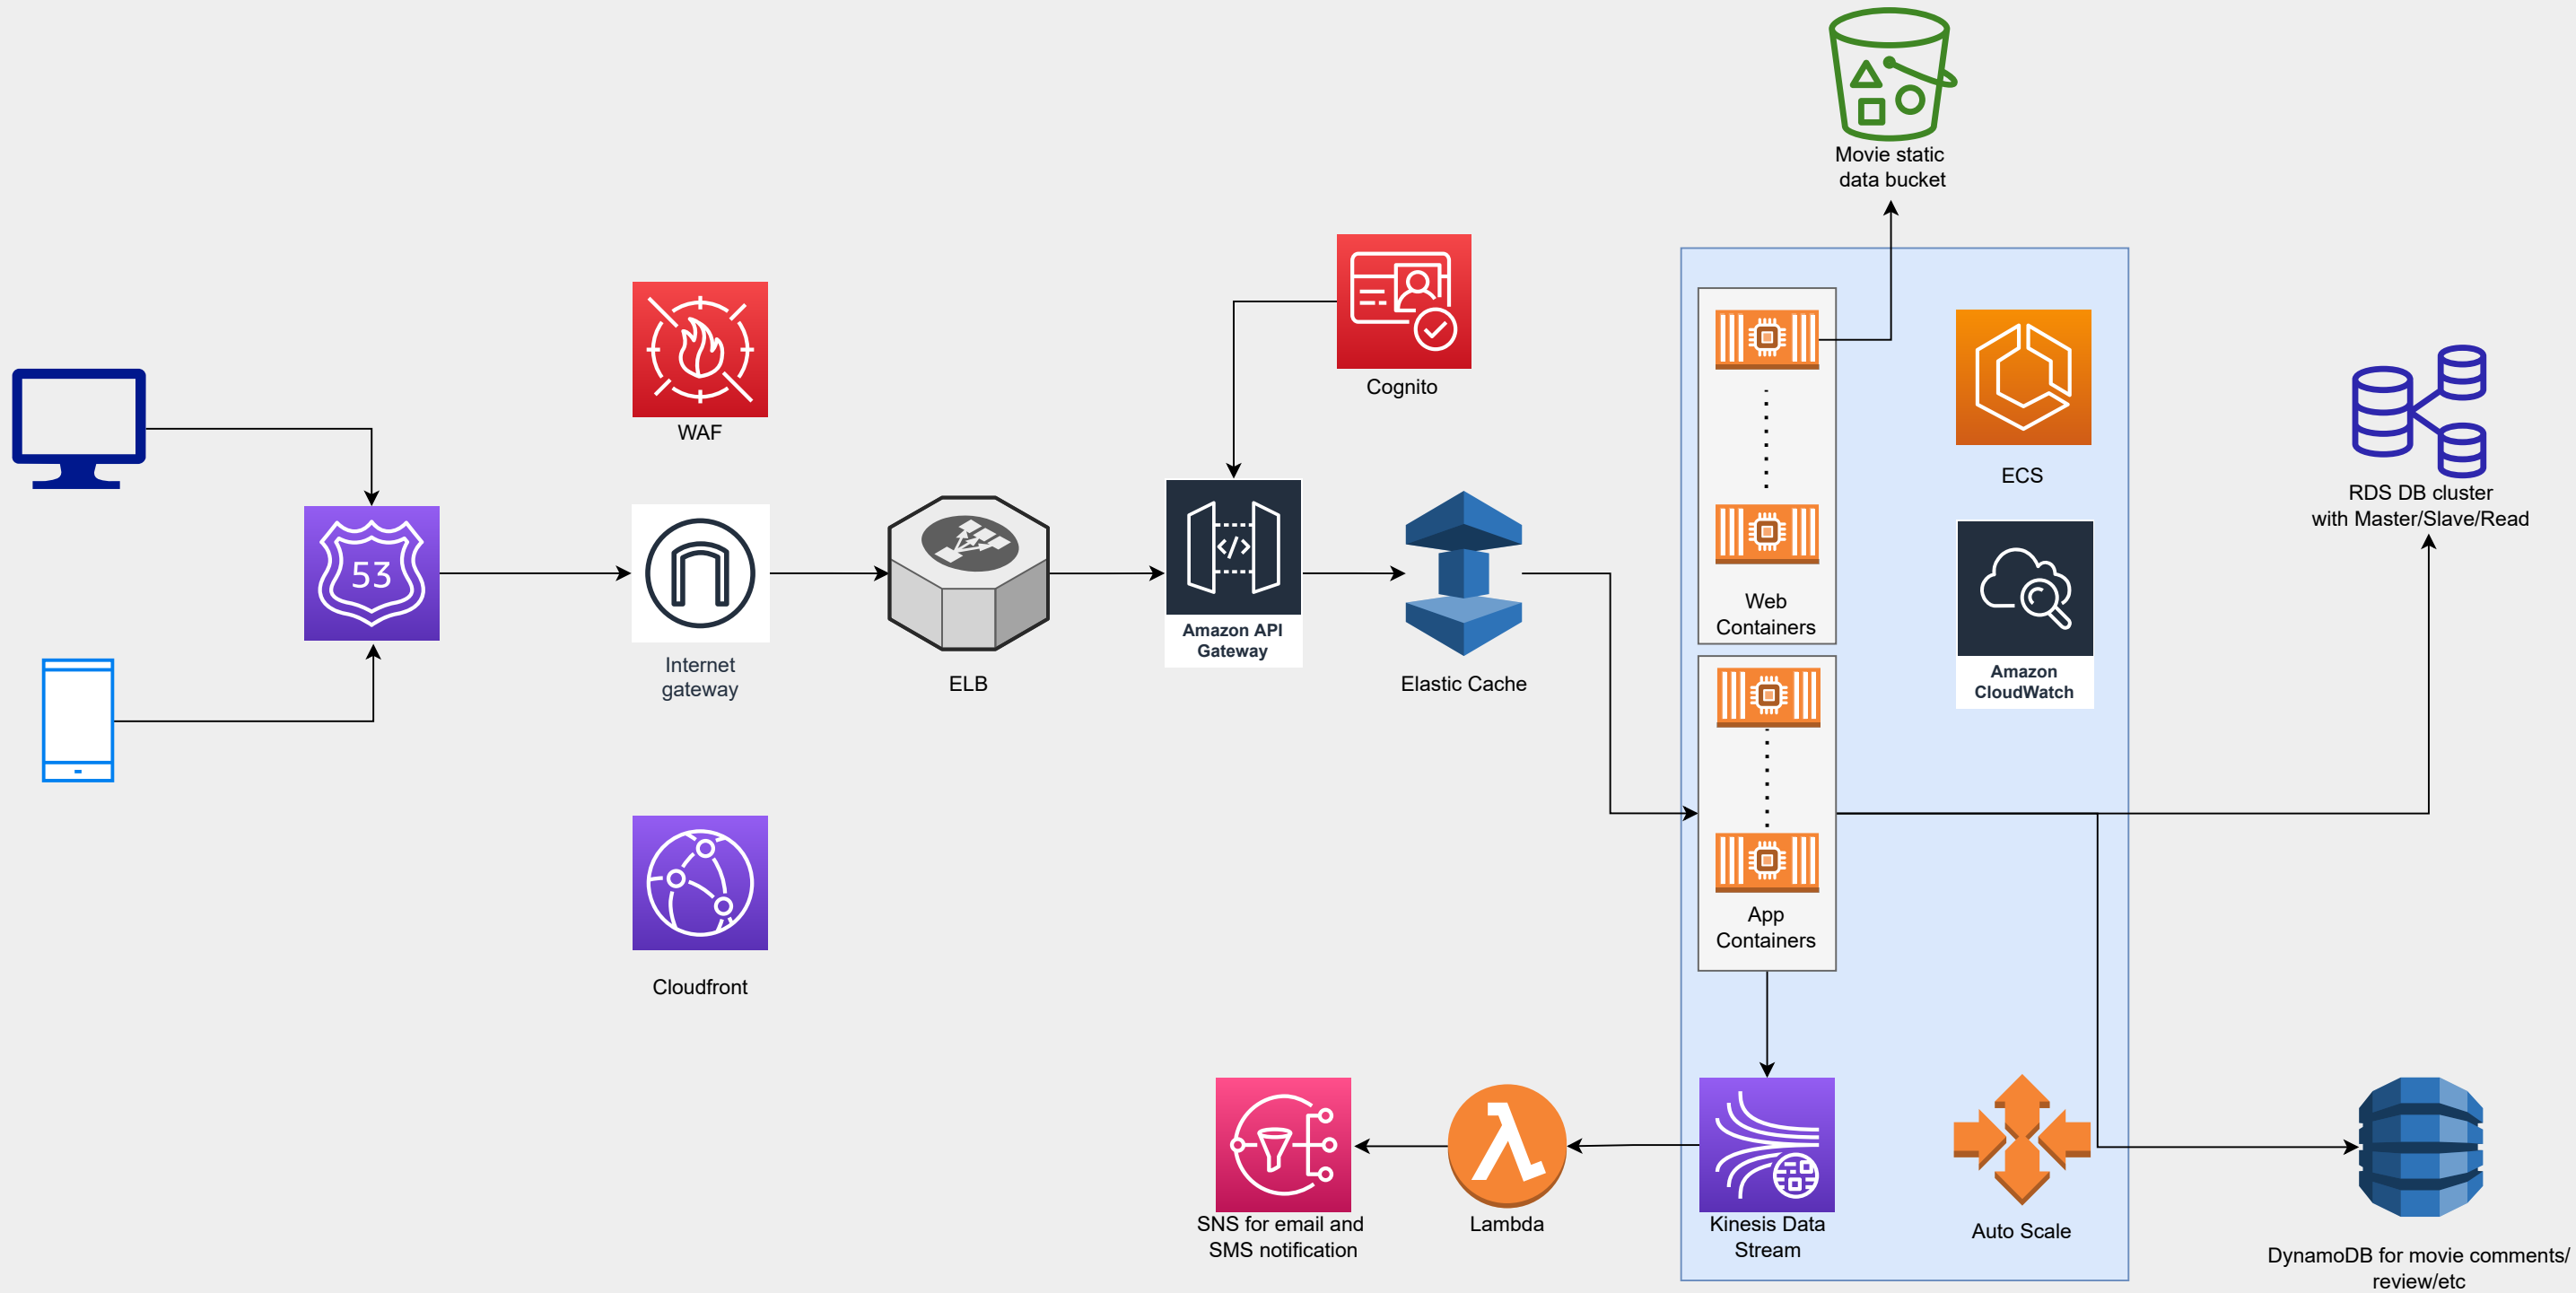 Movie static
data bucket
Cognito
WAF
53
ECS
RDS DB cluster
with Master/Slave/Read
Web
Containers
Amazon API
Gateway
Internet
gateway
ELB
Elastic Cache
Amazon
CloudWatch
App
Containers
Cloudfront
SNS for email and
SMS notification
Lambda
Kinesis Data
Stream
Auto Scale
DynamoDB for movie comments/
review/etc